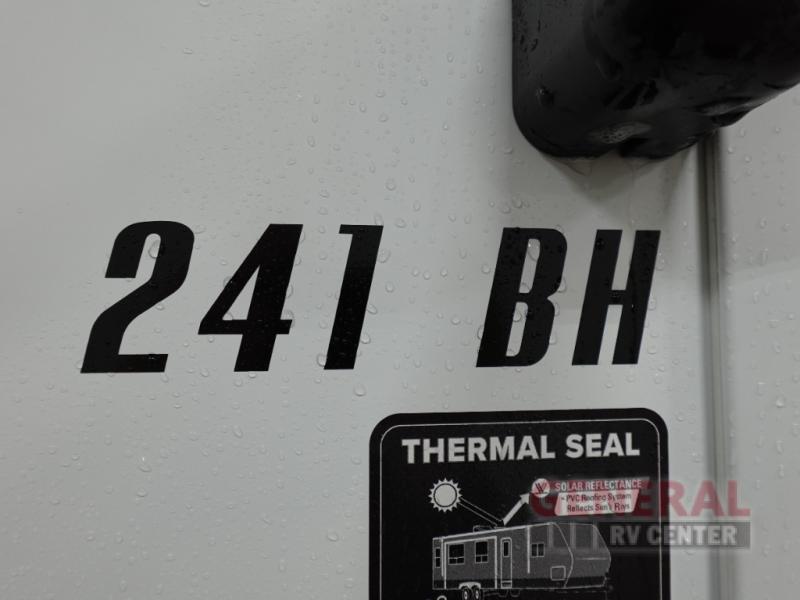 241 BH
THERMAL SEAL
SOLAR REFLECTANCE
- PVC Roofing System
Reflects Sun's Rays
GENERAL
RV CENTER